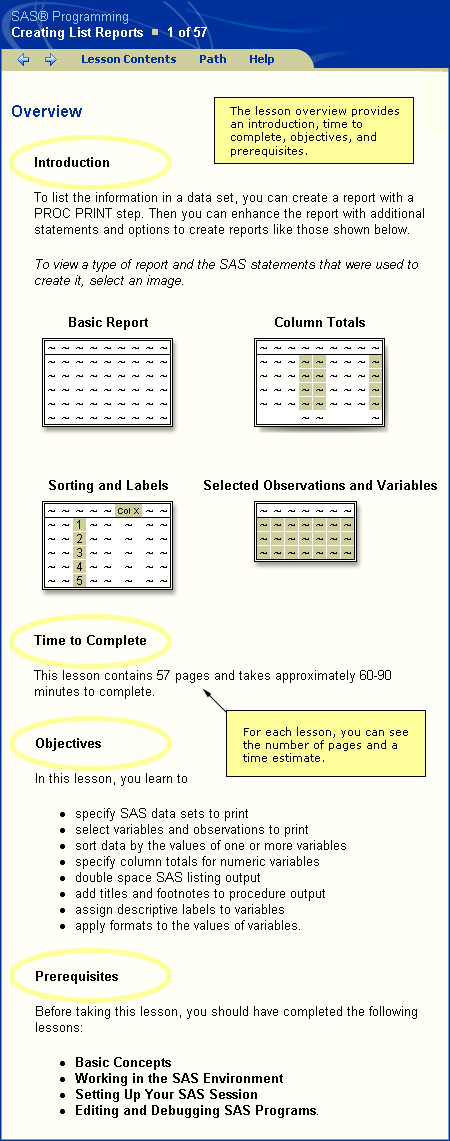 SAS® Programming
Creating List Reports ■ 1 of 57
Lesson Contents Path Help
Overview
The lesson overview provides
an introduction, time to
complete, objectives, and
prerequisites.
Introduction
To list the information in a data set, you can create a report with a
PROC PRINT step. Then you can enhance the report with additional
statements and options to create reports like those shown below.
To view a type of report and the SAS statements that were used to
create it, select an image.
Basic Report
~ ~ ~ ~ ~ ~ ~ ~ ~
~ ~ ~ ~ ~ ~ ~ ~ ~
~ ~ ~ ~ ~ ~ ~ ~ ~
~ ~ ~ ~ ~ ~ ~ ~ ~
~ ~ ~ ~ ~ ~ ~ ~ ~
~ ~ ~ ~ ~ ~ ~ ~ ~
Column Totals
~ ~ ~ ~ ~ ~ ~ ~ ~
~ ~ ~ ~ ~ ~ ~ ~ ~
~ ~ ~ ~ ~ ~ ~ ~ ~
~ ~ ~ ~ ~ ~ ~ ~ ~
~ ~ ~ ~ ~ ~ ~ ~ ~
~ ~ ~
Sorting and Labels
~ ~ ~ ~ ~ Col X ~ ~
~ ~ 1 ~ ~ ~ ~ ~
~ ~ 2 ~ ~ ~ ~ ~
~ ~ 3 ~ ~ ~ ~ ~
~ ~ 4 ~ ~ ~ ~ ~
~ ~ 5 ~ ~ ~ ~ ~
Selected Observations and Variables
~ ~ ~ ~ ~ ~ ~
~ ~ ~ ~ ~ ~ ~
~ ~ ~ ~ ~ ~ ~
~ ~ ~ ~ ~ ~ ~
Time to Complete
This lesson contains 57 pages and takes approximately 60-90
minutes to complete.
For each lesson, you can see
the number of pages and a
time estimate.
Objectives
In this lesson, you learn to
• specify SAS data sets to print
• select variables and observations to print
• sort data by the values of one or more variables
• specify column totals for numeric variables
• double space SAS listing output
• add titles and footnotes to procedure output
• assign descriptive labels to variables
• apply formats to the values of variables.
Prerequisites
Before taking this lesson, you should have completed the following
lessons:
• Basic Concepts
• Working in the SAS Environment
• Setting Up Your SAS Session
• Editing and Debugging SAS Programs.